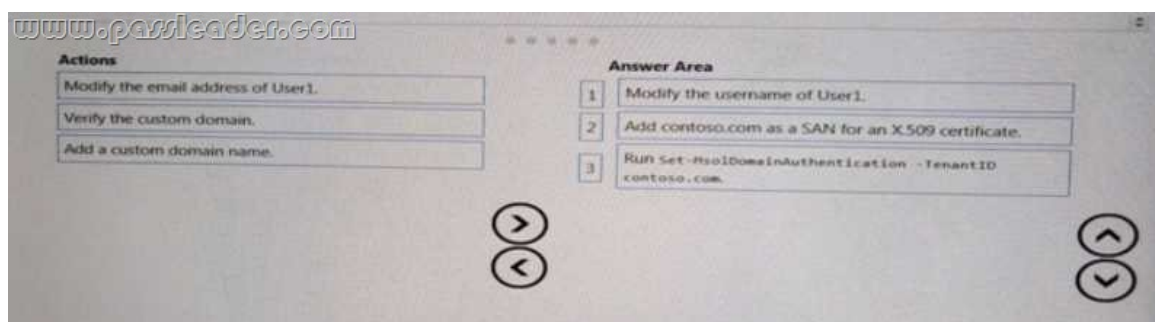 www.passleader.com
Actions
Modify the email address of User1.
Verify the custom domain.
Add a custom domain name.
Answer Area
1 Modify the username of User1.
2 Add contoso.com as a SAN for an X.509 certificate.
3 Run Set-MsolDomainAuthentication -TenantID
contoso.com.